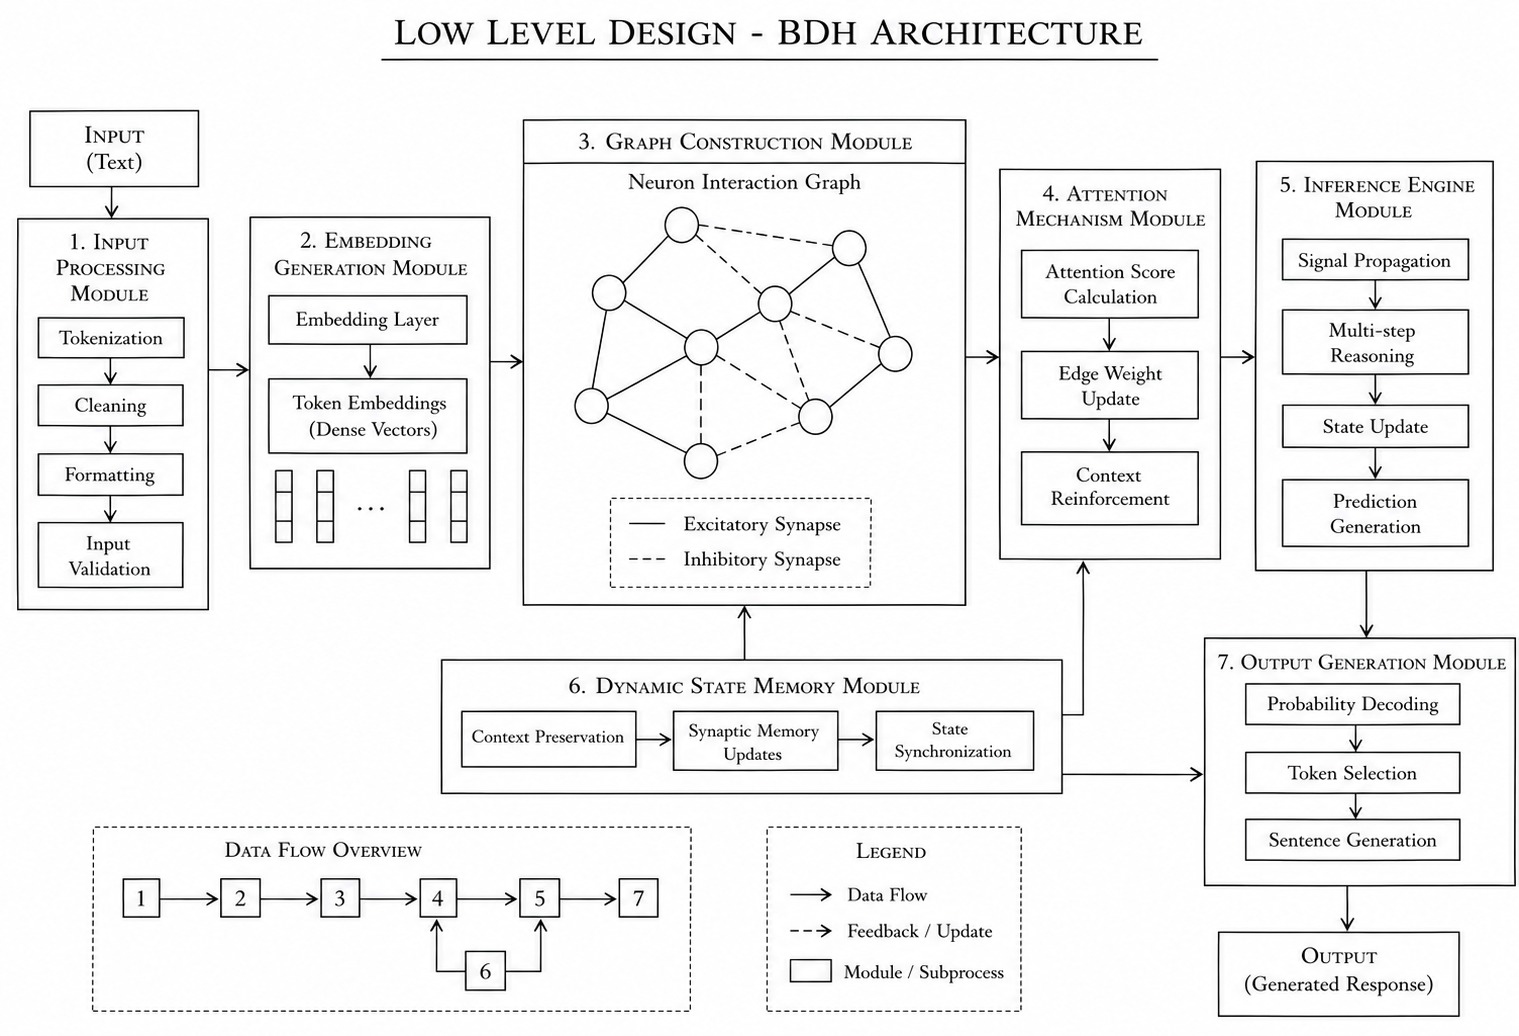 LOW LEVEL DESIGN - BDH ARCHITECTURE
INPUT
(Text)
1. INPUT
PROCESSING
MODULE
Tokenization
Cleaning
Formatting
Input
Validation
2. EMBEDDING
GENERATION MODULE
Embedding Layer
Token Embeddings
(Dense Vectors)
...
3. GRAPH CONSTRUCTION MODULE
Neuron Interaction Graph
Excitatory Synapse
Inhibitory Synapse
4. ATTENTION
MECHANISM MODULE
Attention Score
Calculation
Edge Weight
Update
Context
Reinforcement
5. INFERENCE ENGINE
MODULE
Signal Propagation
Multi-step
Reasoning
State Update
Prediction
Generation
6. DYNAMIC STATE MEMORY MODULE
Context Preservation
Synaptic Memory
Updates
State
Synchronization
7. OUTPUT GENERATION MODULE
Probability Decoding
Token Selection
Sentence Generation
OUTPUT
(Generated Response)
DATA FLOW OVERVIEW
1 2 3 4 5 7
6
LEGEND
Data Flow
Feedback / Update
Module / Subprocess